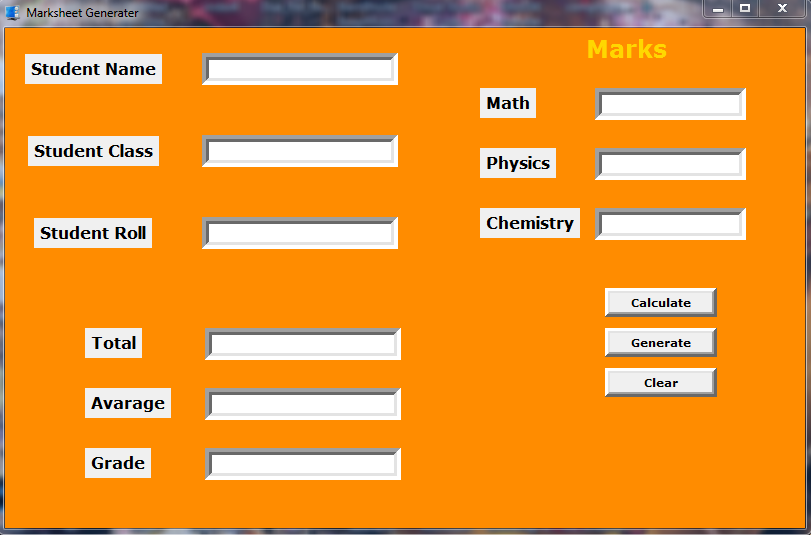 Marksheet Generater
Marks
Student Name
Math
Student Class
Physics
Student Roll
Chemistry
Calculate
Total
Generate
Clear
Avarage
Grade